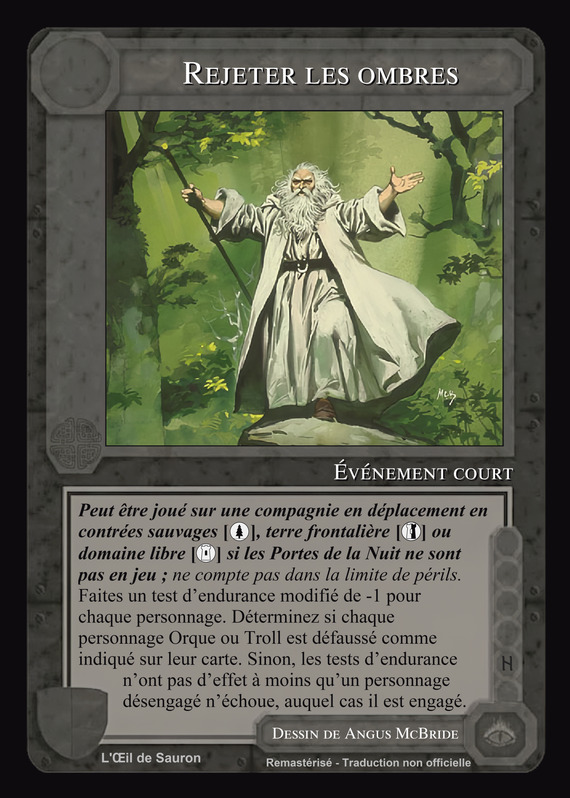 Rejeter les ombres
McB
Événement court
Peut être joué sur une compagnie en déplacement en
contrées sauvages [], terre frontalière [] ou
domaine libre [] si les Portes de la Nuit ne sont
pas en jeu ; ne compte pas dans la limite de périls.
Faites un test d'endurance modifié de -1 pour
chaque personnage. Déterminez si chaque
personnage Orque ou Troll est défaussé comme
indiqué sur leur carte. Sinon, les tests d'endurance
n'ont pas d'effet à moins qu'un personnage
désengagé n'échoue, auquel cas il est engagé.
Dessin de Angus McBride
L'Œil de Sauron
Remastérisé - Traduction non officielle